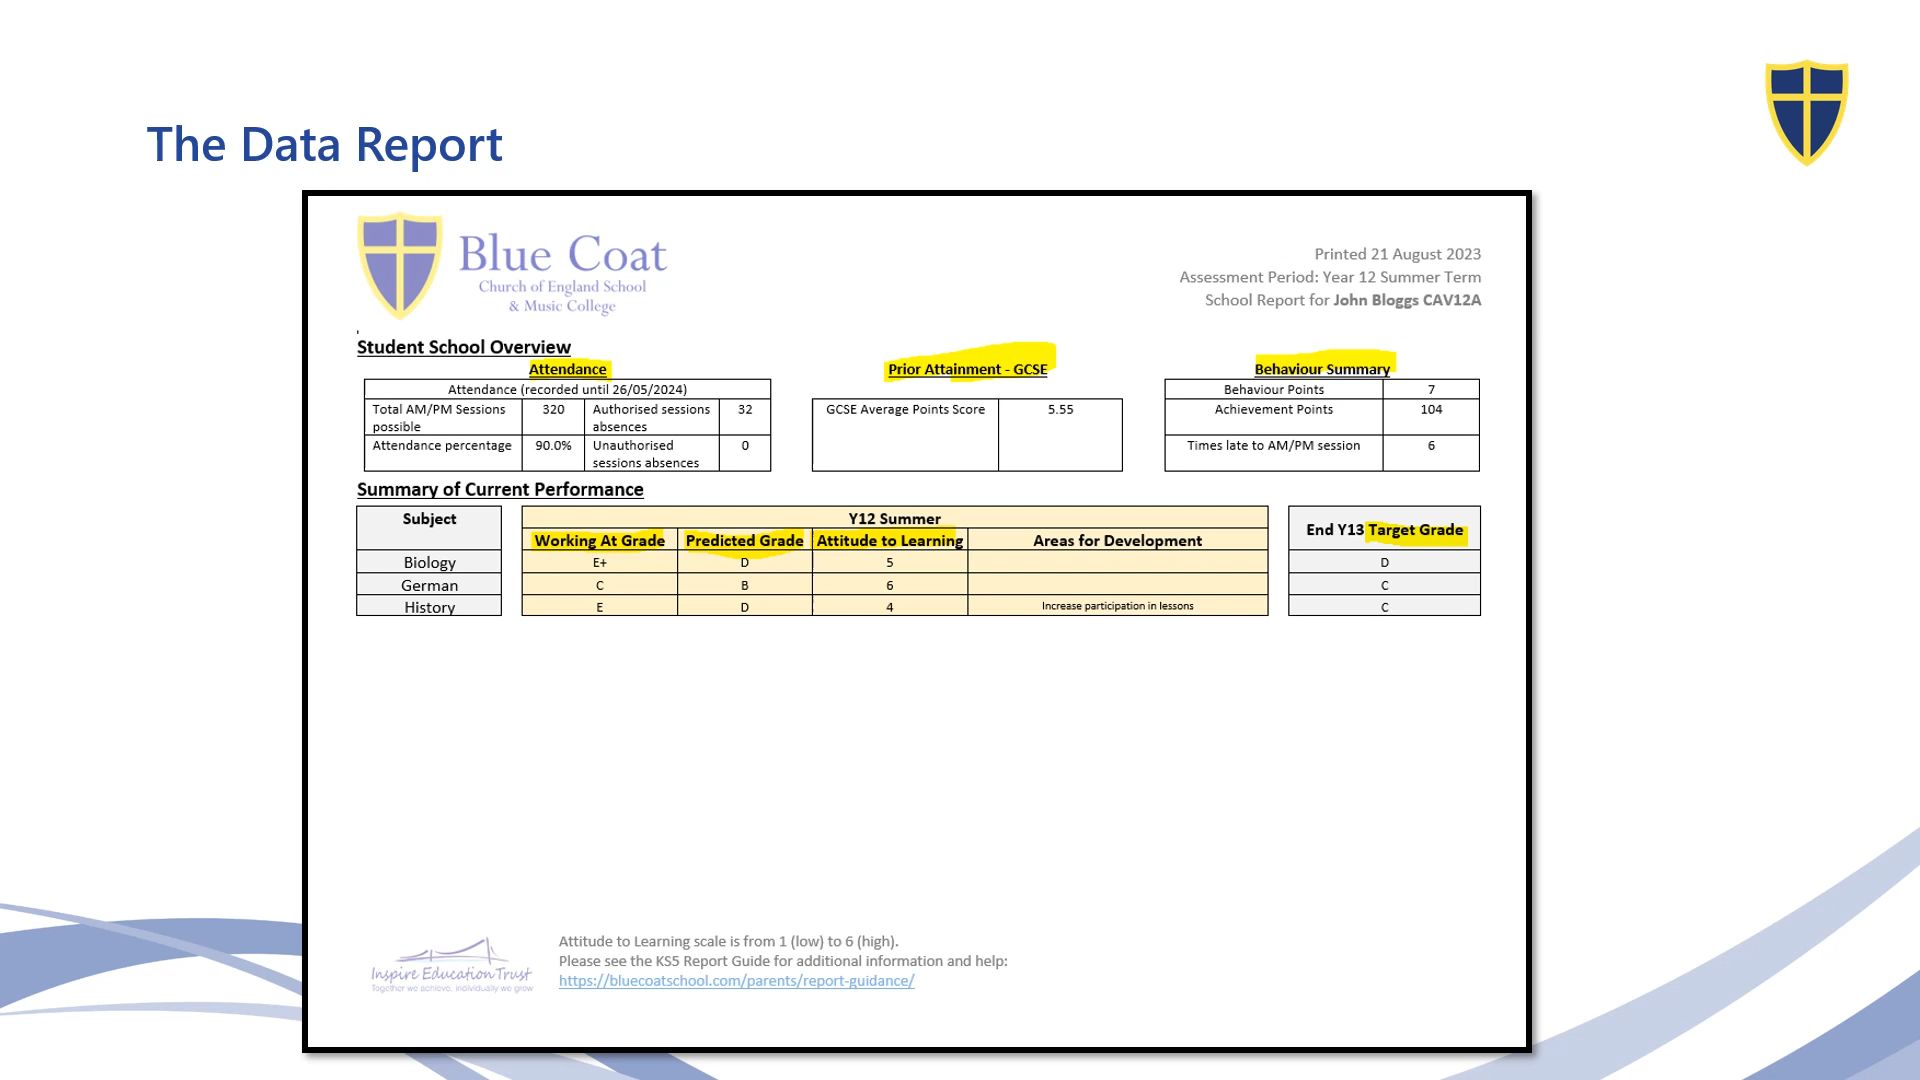 The Data Report
Blue Coat
Church of England School
& Music College
Printed 21 August 2023
Assessment Period: Year 12 Summer Term
School Report for John Bloggs CAV12A
Student School Overview
Attendance
Attendance (recorded until 26/05/2024)
Total AM/PM Sessions possible 320 Authorised sessions absences 32
Attendance percentage 90.0% Unauthorised sessions absences 0
Prior Attainment - GCSE
GCSE Average Points Score 5.55
Behaviour Summary
Behaviour Points 7
Achievement Points 104
Times late to AM/PM session 6
Summary of Current Performance
Subject Y12 Summer End Y13 Target Grade
Working At Grade Predicted Grade Attitude to Learning Areas for Development
Biology E+ D 5 D
German C B 6 C
History E D 4 Increase participation in lessons C
Inspire Education Trust
Together we achieve, individually we grow
Attitude to Learning scale is from 1 (low) to 6 (high).
Please see the KS5 Report Guide for additional information and help:
https://bluecoatschool.com/parents/report-guidance/